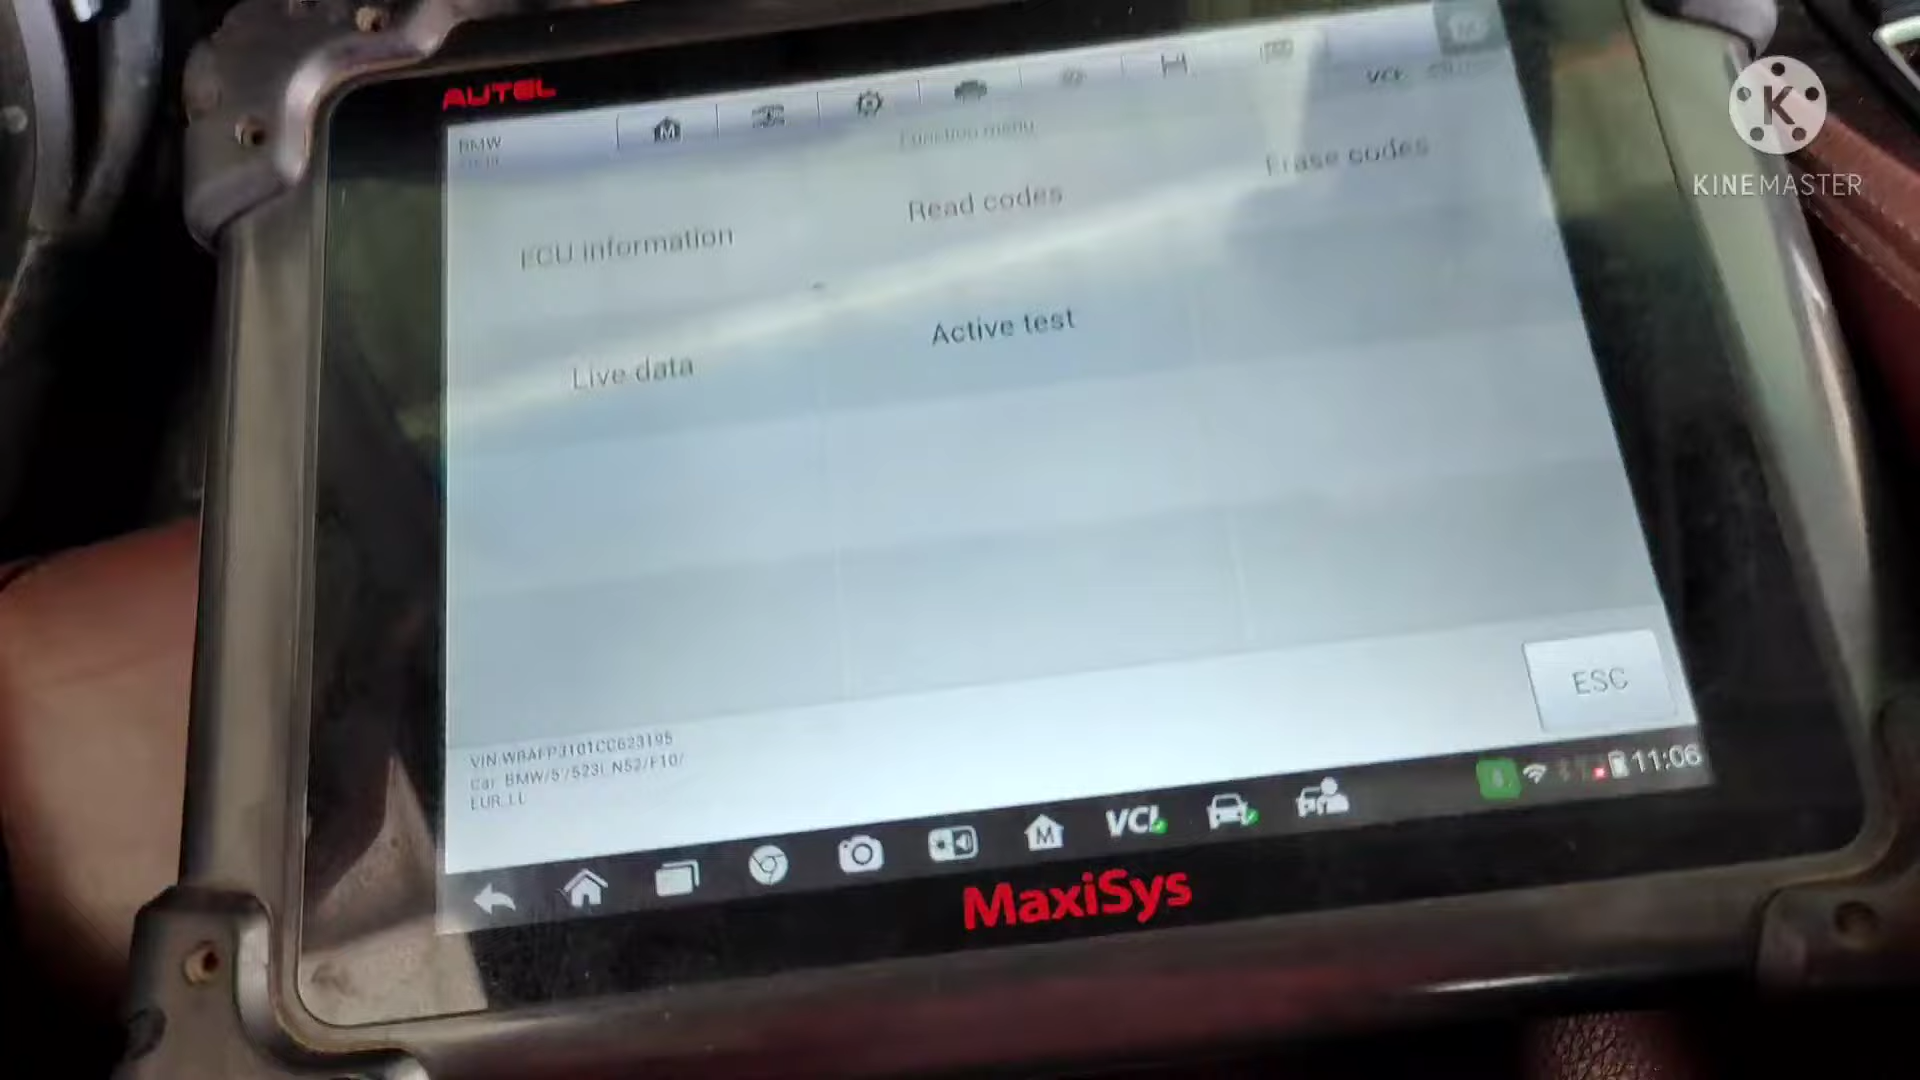 AUTEL
BMW
VCI
Function menu
ECU information
Read codes
Erase codes
Live data
Active test
ESC
VIN:WBAFP3101CC623195
Car: BMW/5'/523i_N52/F10/
EUR_LL
VCI
11:06
MaxiSys
K
KINEMASTER